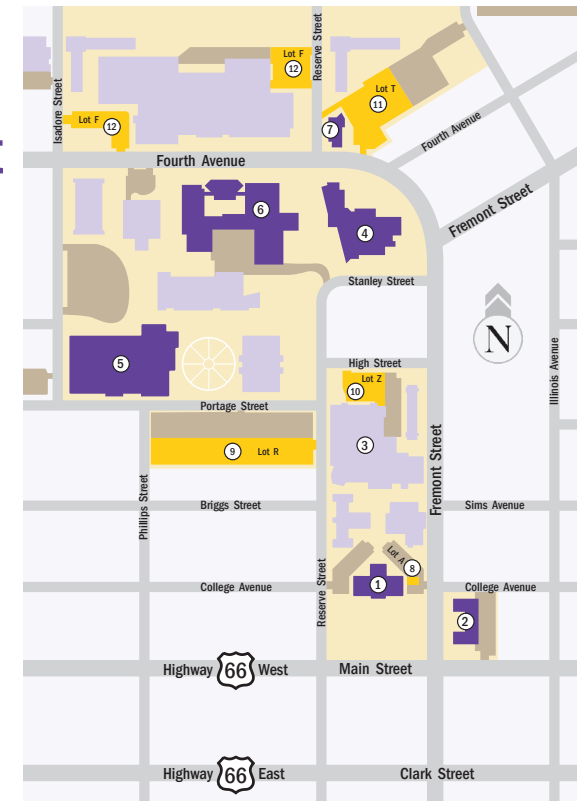 Reserve Street
Lot F
12
Isadore Street
Lot T
11
Lot F
12
7
Fourth Avenue
Fourth Avenue
6
4
Fremont Street
Stanley Street
N
High Street
Illinois Avenue
5
Lot Z
10
Portage Street
3
Fremont Street
9
Lot R
Phillips Street
Briggs Street
Sims Avenue
Reserve Street
Lot A
8
College Avenue
1
College Avenue
2
Highway 66 West
Main Street
Highway 66 East
Clark Street